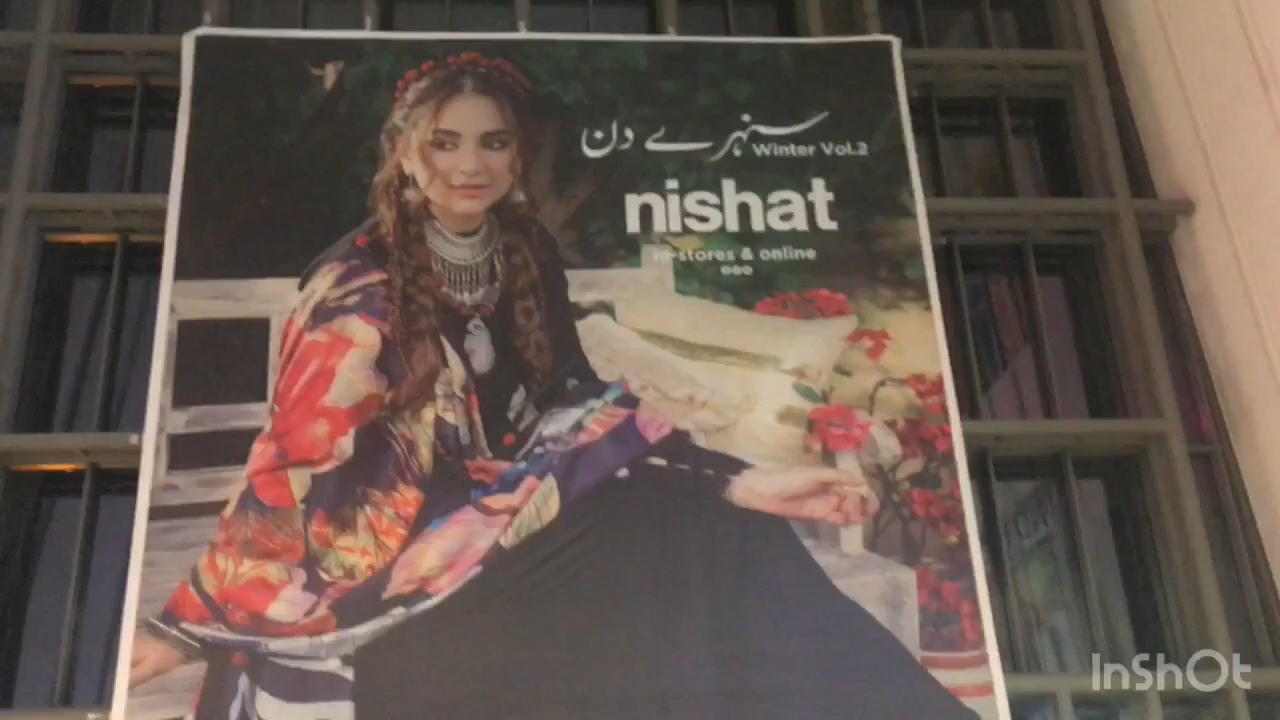 سنہرے دن
Winter Vol.2
nishat
in-stores & online
InShOt